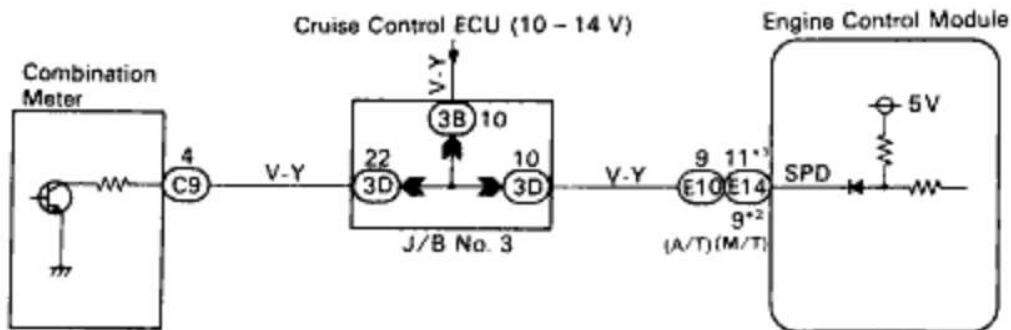 Cruise Control ECU (10 – 14 V)
Engine Control Module
Combination
Meter
V-Y
3B 10
5V
4
C9
V-Y
22
3D
10
3D
V-Y
9
E10
11*3
E14
SPD
9*2
(A/T) (M/T)
J/B No. 3